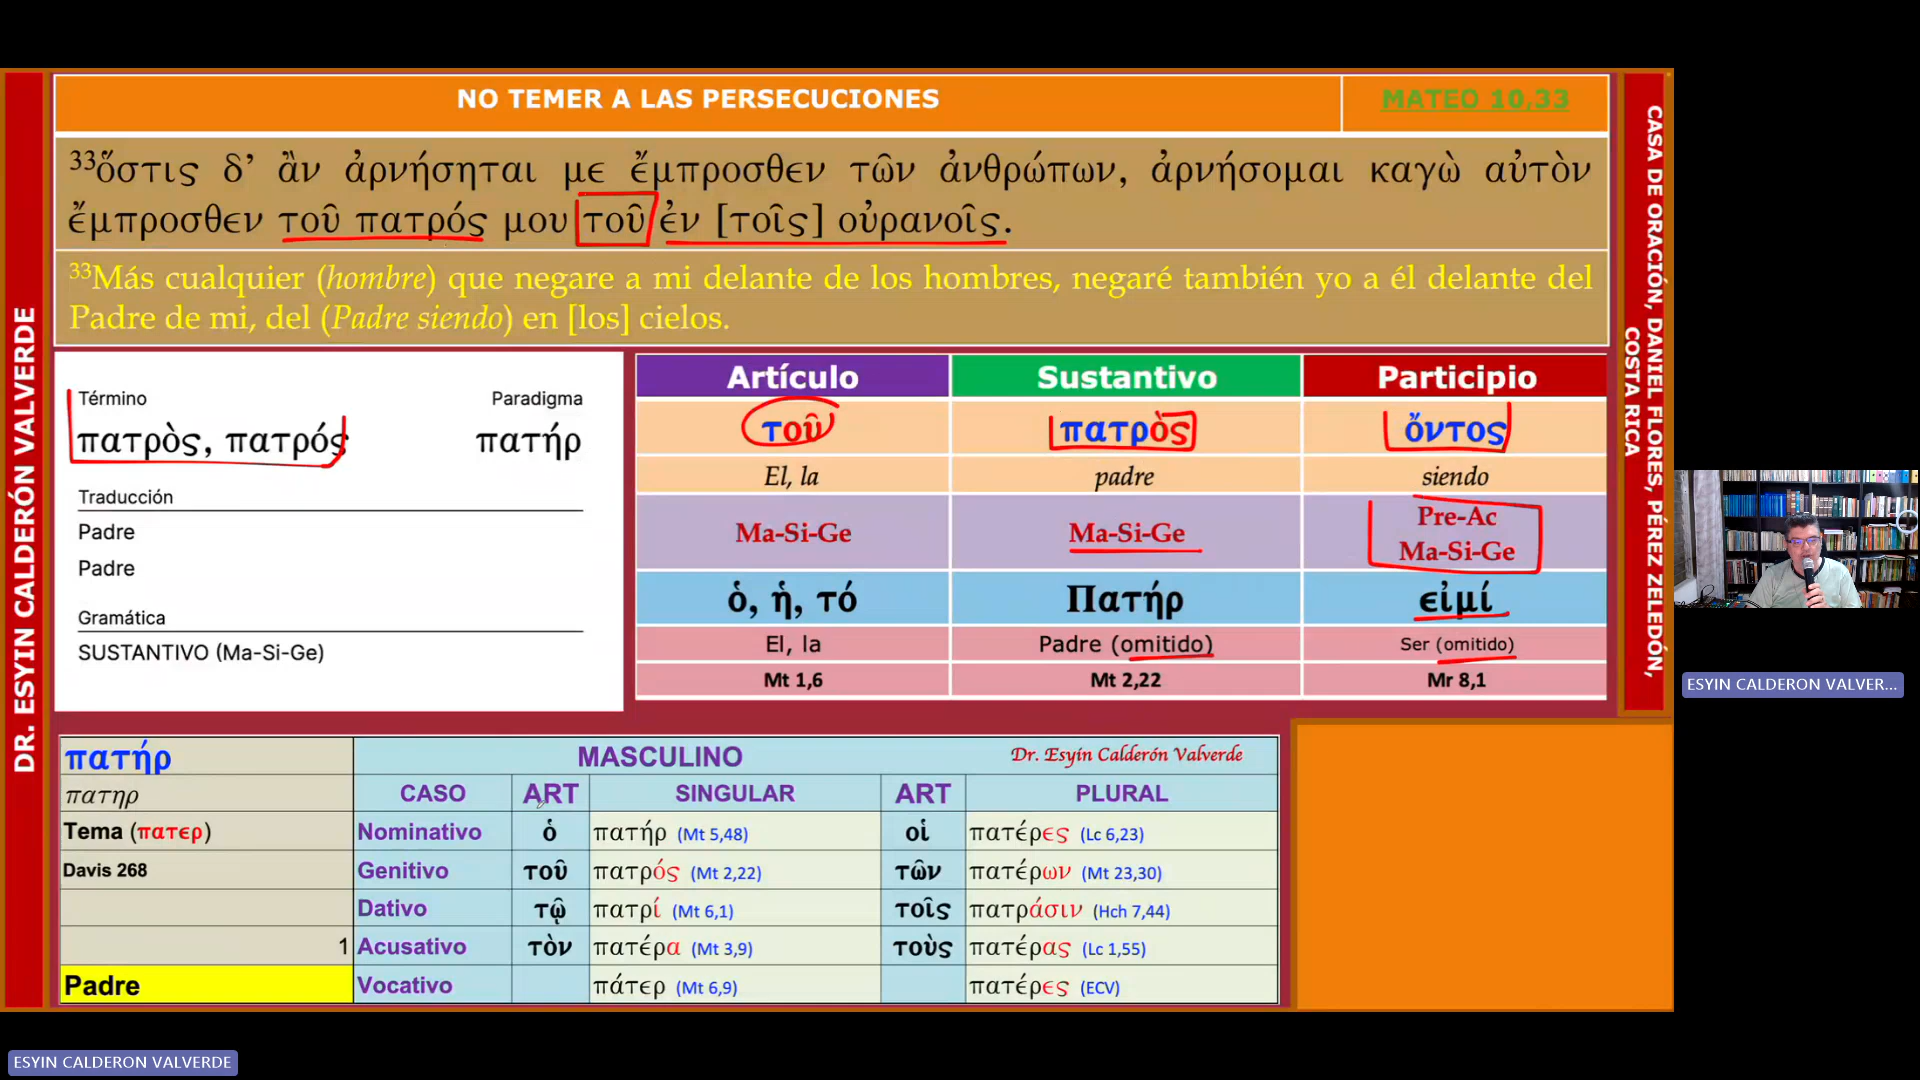 NO TEMER A LAS PERSECUCIONES
MATEO 10,33
³³ὅστις δ’ ἂν ἀρνήσηται με ἔμπροσθεν τῶν ἀνθρώπων, ἀρνήσομαι καγὼ αὐτὸν
ἔμπροσθεν τοῦ πατρός μου τοῦ ἐν [τοῖς] οὐρανοῖς.
³³Más cualquier (hombre) que negare a mi delante de los hombres, negaré también yo a él delante del
Padre de mi, del (Padre siendo) en [los] cielos.
DR. ESYIN CALDERÓN VALVERDE
CASA DE ORACIÓN, DANIEL FLORES, PÉREZ ZELEDÓN,
COSTA RICA
Término Paradigma
πατρὸς, πατρός πατήρ
Traducción
Padre
Padre
Gramática
SUSTANTIVO (Ma-Si-Ge)
Artículo Sustantivo Participio
τοῦ πατρὸς ὄντος
El, la padre siendo
Ma-Si-Ge Ma-Si-Ge Pre-Ac
Ma-Si-Ge
ὁ, ἡ, τό Πατήρ εἰμί
El, la Padre (omitido) Ser (omitido)
Mt 1,6 Mt 2,22 Mr 8,1
πατήρ MASCULINO Dr. Esyín Calderón Valverde
πατηρ CASO ART SINGULAR ART PLURAL
Tema (πατερ) Nominativo ὁ πατήρ (Mt 5,48) οἱ πατέρες (Lc 6,23)
Davis 268 Genitivo τοῦ πατρός (Mt 2,22) τῶν πατέρων (Mt 23,30)
Dativo τῷ πατρί (Mt 6,1) τοῖς πατράσιν (Hch 7,44)
1 Acusativo τὸν πατέρα (Mt 3,9) τοὺς πατέρας (Lc 1,55)
Padre Vocativo πάτερ (Mt 6,9) πατέρες (ECV)
ESYIN CALDERON VALVER...
ESYIN CALDERON VALVERDE